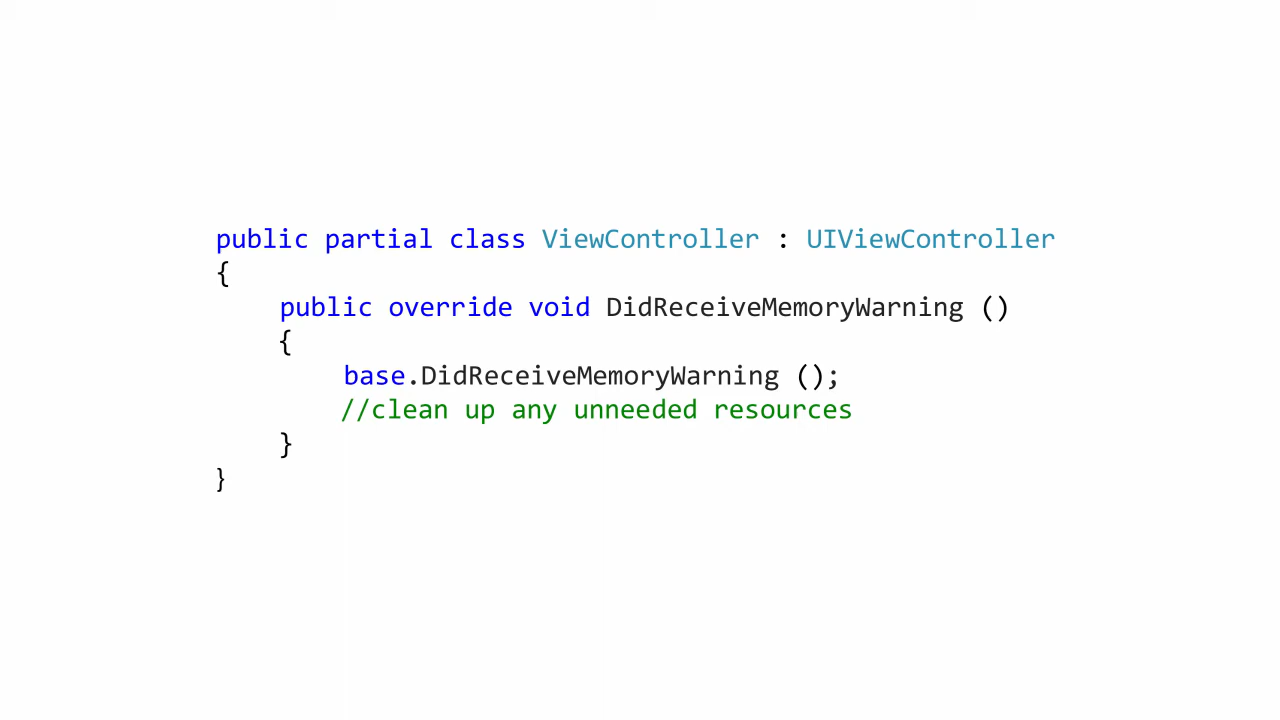 public partial class ViewController : UIViewController
{
public override void DidReceiveMemoryWarning ()
{
base.DidReceiveMemoryWarning ();
//clean up any unneeded resources
}
}